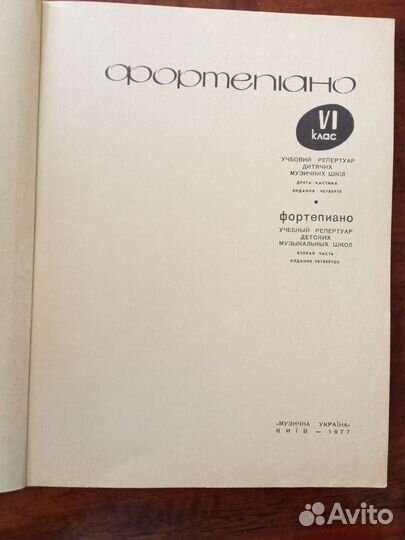 фортепіано
VI
клас
УЧБОВИЙ РЕПЕРТУАР
ДИТЯЧИХ
МУЗИЧНИХ ШКІЛ
ДРУГА ЧАСТИНА
ВИДАННЯ ЧЕТВЕРТЕ
фортепиано
УЧЕБНЫЙ РЕПЕРТУАР
ДЕТСКИХ
МУЗЫКАЛЬНЫХ ШКОЛ
ВТОРАЯ ЧАСТЬ
ИЗДАНИЕ ЧЕТВЕРТОЕ
«МУЗИЧНА УКРАЇНА»
КИЇВ — 1977
Avito